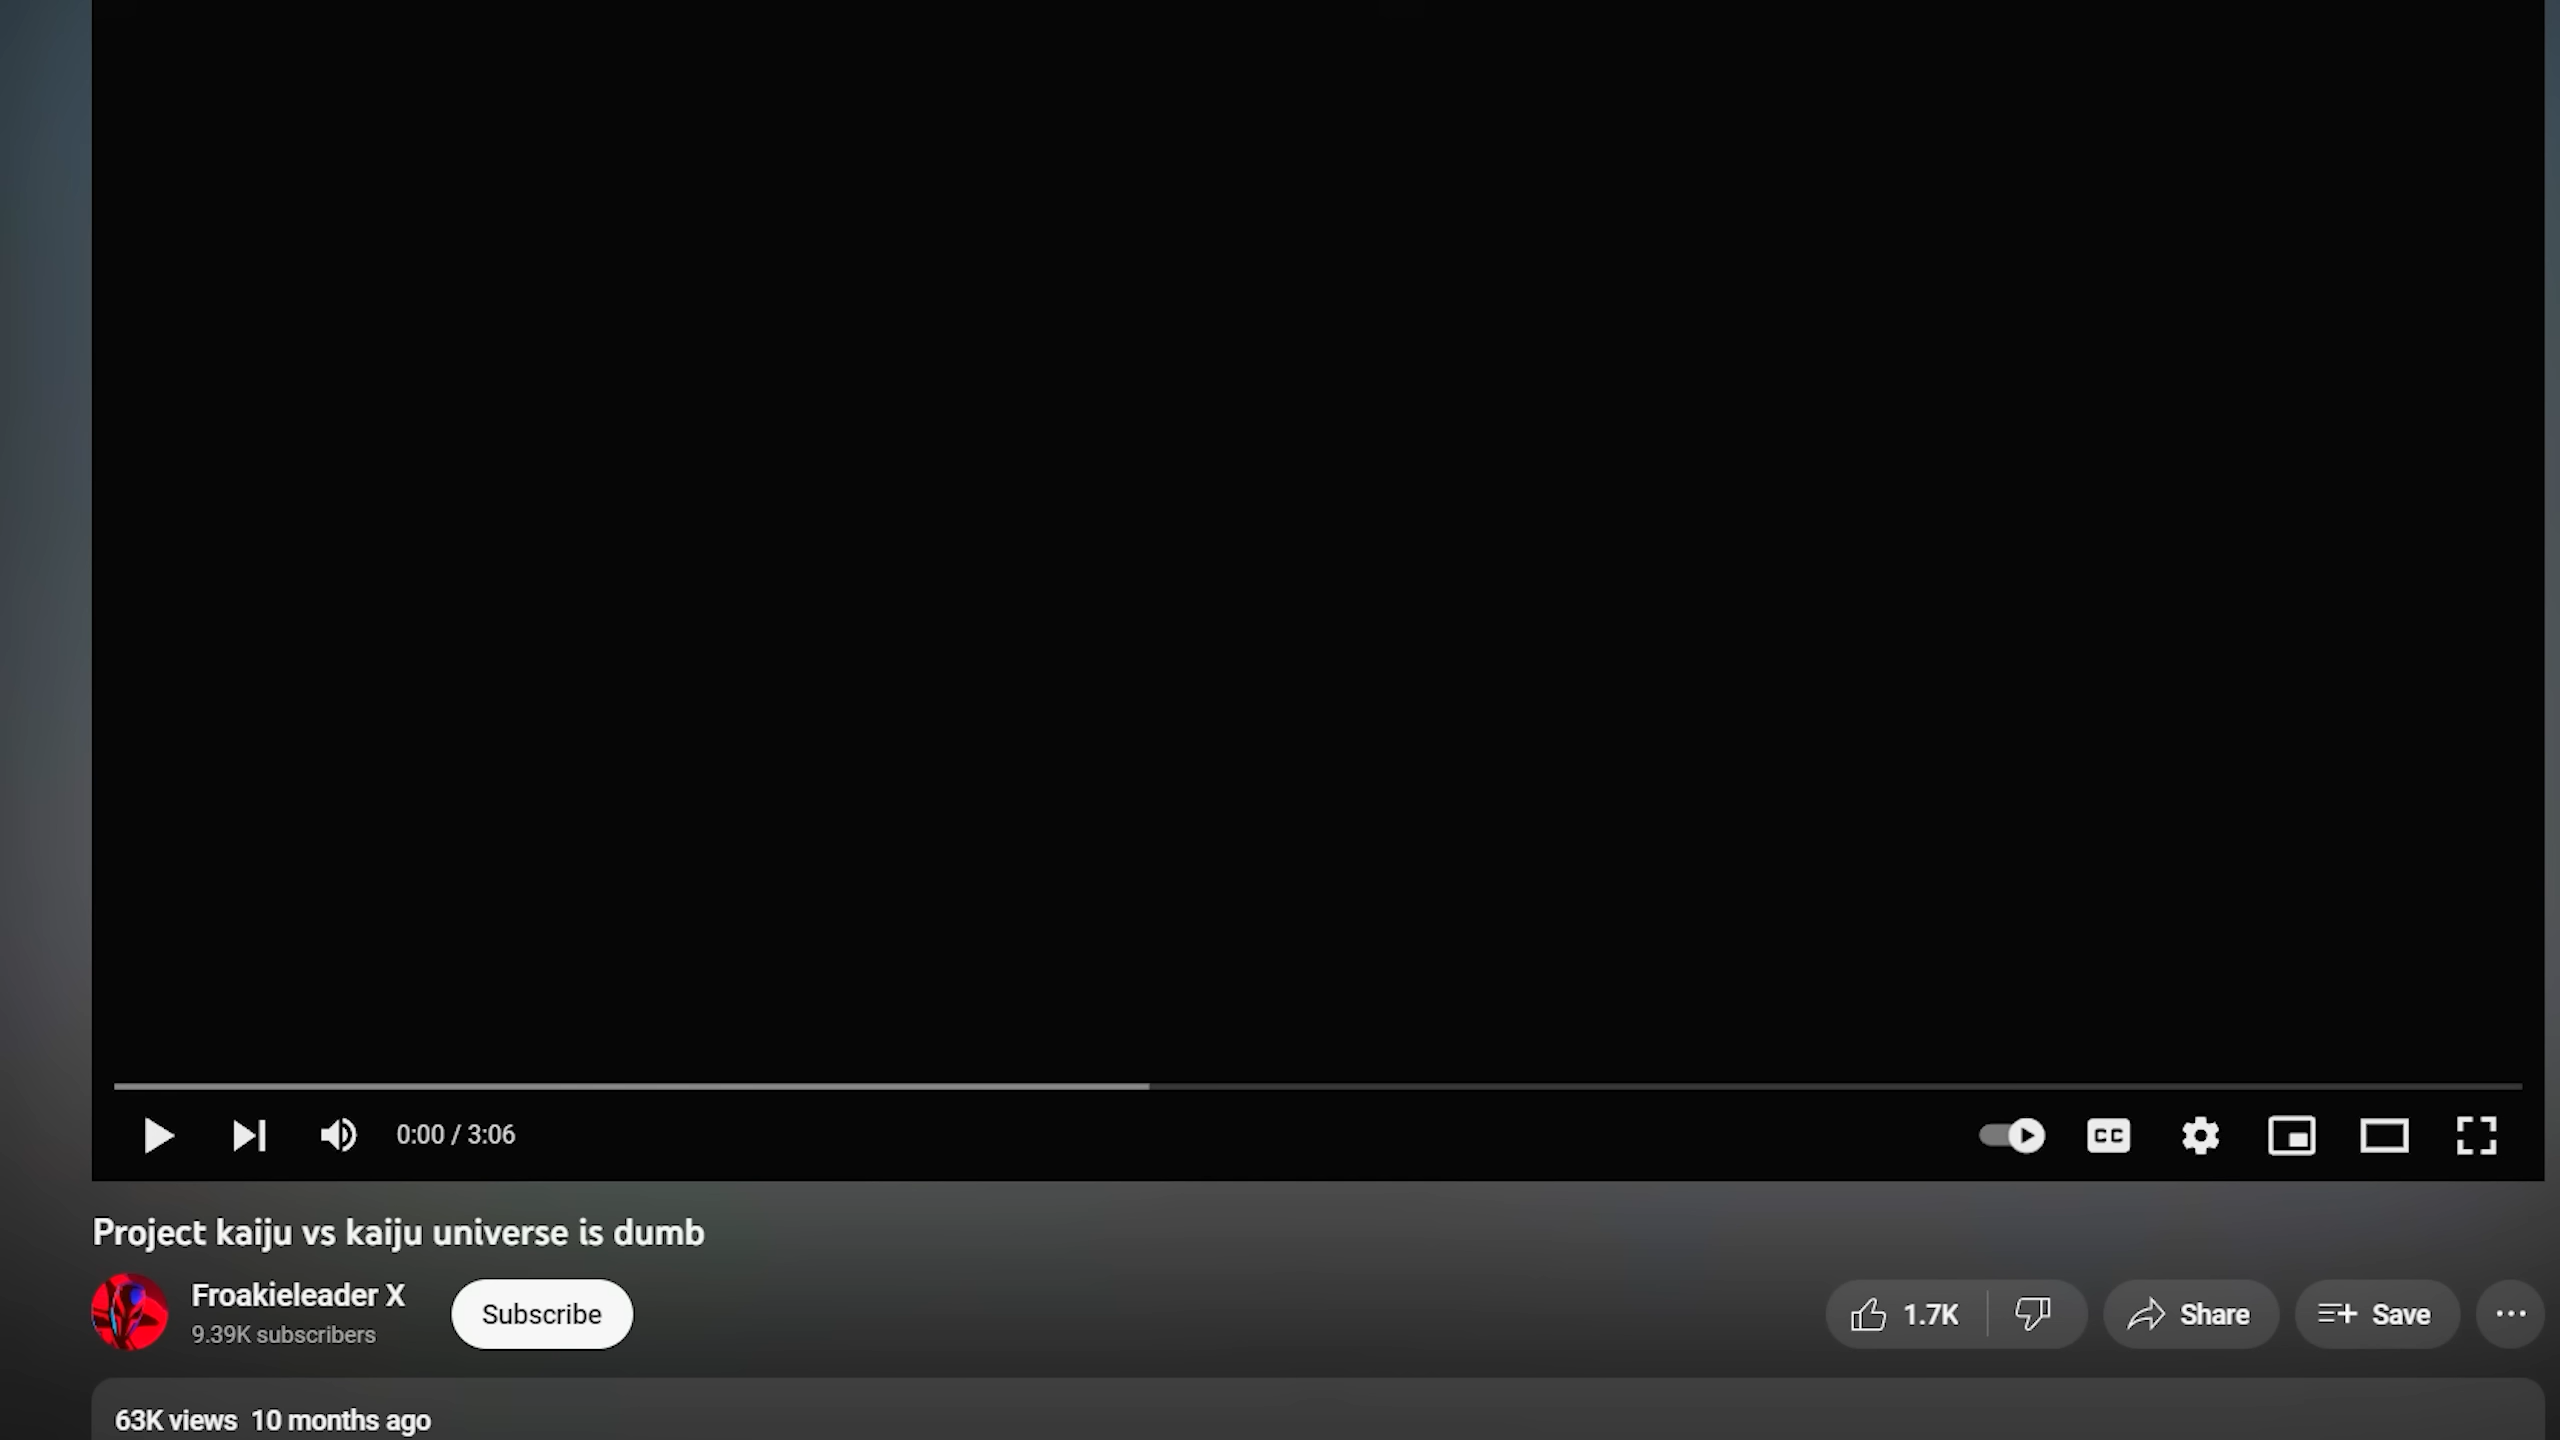 0:00 / 3:06
CC
Project kaiju vs kaiju universe is dumb
Froakieleader X
9.39K subscribers
Subscribe
1.7K
Share
Save
63K views 10 months ago